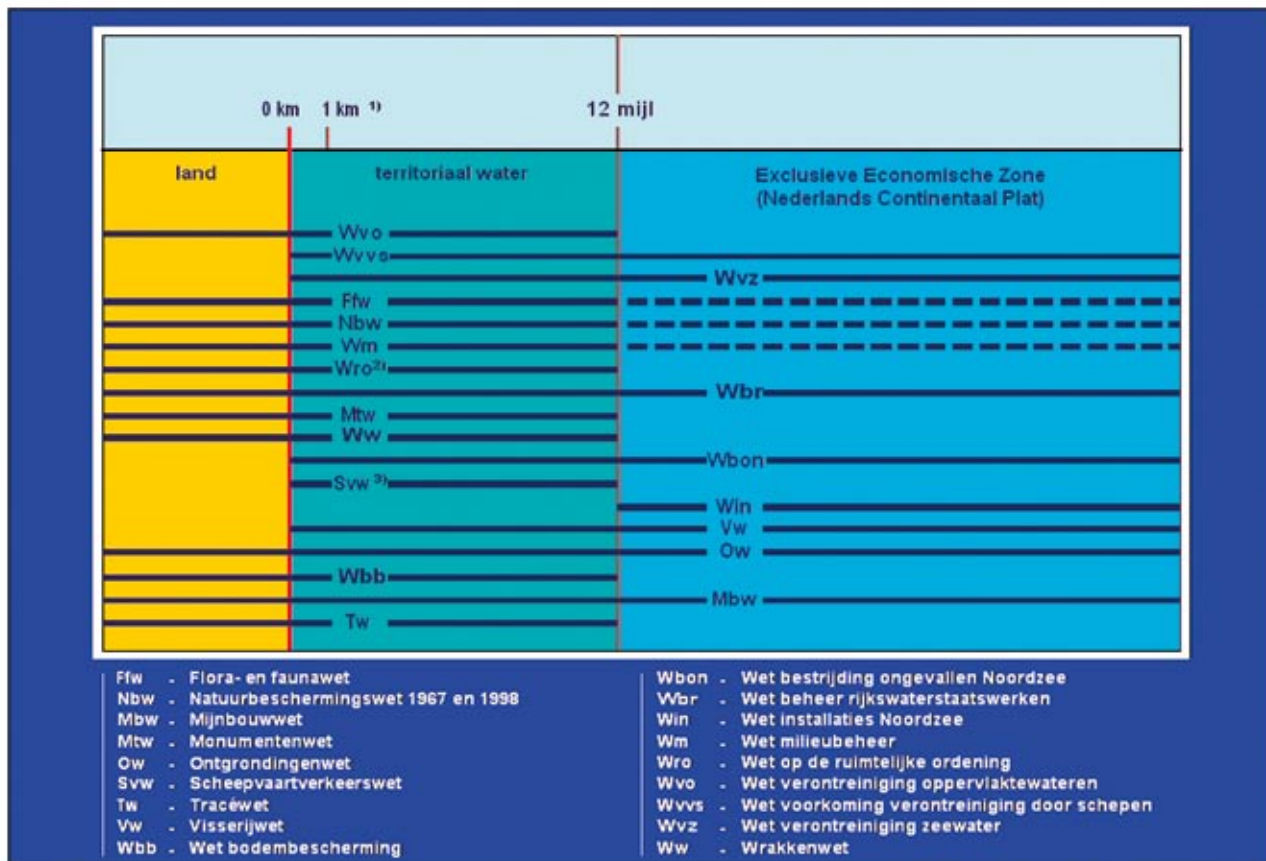 0 km 1 km 1) 12 mijl
land territoriaal water Exclusieve Economische Zone
(Nederlands Continentaal Plat)
Wvo
Wvvs
Wvz
Ffw
Nbw
Wm
Wro2)
Wbr
Mtw
Ww
Wbon
Svw 3)
Win
Vw
Ow
Wbb
Mbw
Tw
Ffw - Flora- en faunawet
Nbw - Natuurbeschermingswet 1967 en 1998
Mbw - Mijnbouwwet
Mtw - Monumentenwet
Ow - Ontgrondingenwet
Svw - Scheepvaartverkeerswet
Tw - Tracéwet
Vw - Visserijwet
Wbb - Wet bodembescherming
Wbon - Wet bestrijding ongevallen Noordzee
Wbr - Wet beheer rijkswaterstaatswerken
Win - Wet installaties Noordzee
Wm - Wet milieubeheer
Wro - Wet op de ruimtelijke ordening
Wvo - Wet verontreiniging oppervlaktewateren
Wvvs - Wet voorkoming verontreiniging door schepen
Wvz - Wet verontreiniging zeewater
Ww - Wrakkenwet